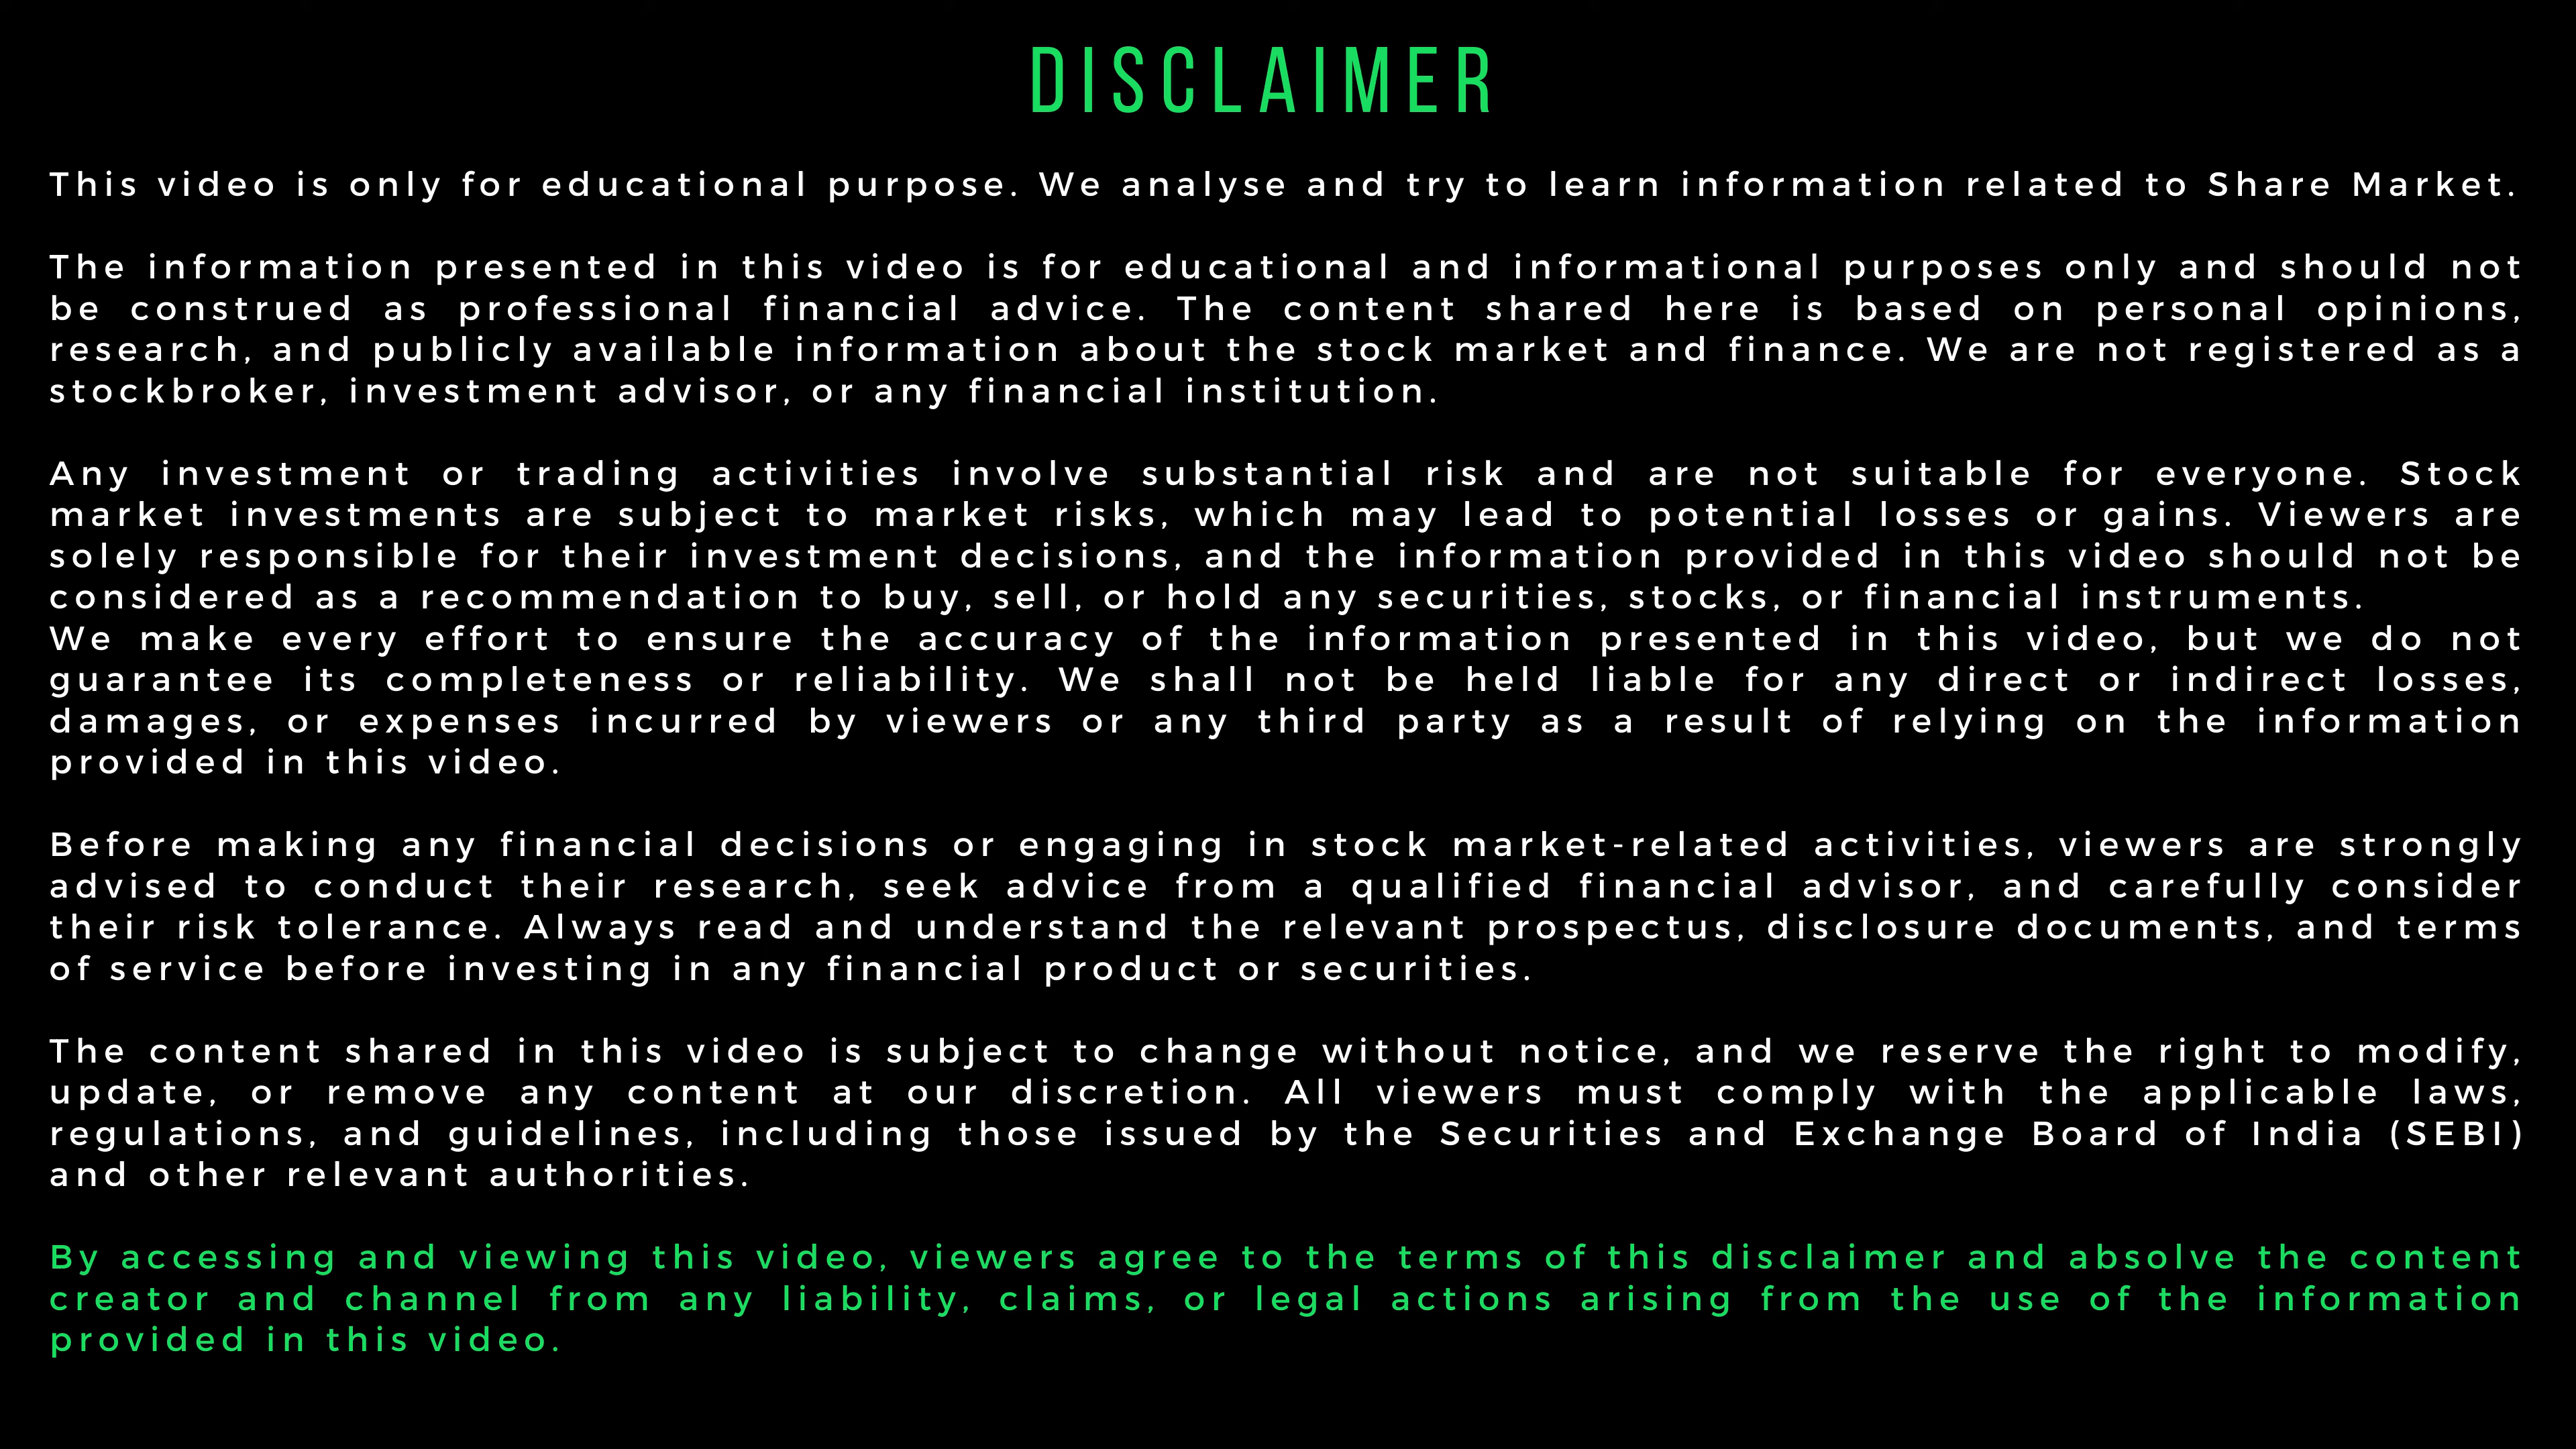 DISCLAIMER
This video is only for educational purpose. We analyse and try to learn information related to Share Market.
The information presented in this video is for educational and informational purposes only and should not
be construed as professional financial advice. The content shared here is based on personal opinions,
research, and publicly available information about the stock market and finance. We are not registered as a
stockbroker, investment advisor, or any financial institution.
Any investment or trading activities involve substantial risk and are not suitable for everyone. Stock
market investments are subject to market risks, which may lead to potential losses or gains. Viewers are
solely responsible for their investment decisions, and the information provided in this video should not be
considered as a recommendation to buy, sell, or hold any securities, stocks, or financial instruments.
We make every effort to ensure the accuracy of the information presented in this video, but we do not
guarantee its completeness or reliability. We shall not be held liable for any direct or indirect losses,
damages, or expenses incurred by viewers or any third party as a result of relying on the information
provided in this video.
Before making any financial decisions or engaging in stock market-related activities, viewers are strongly
advised to conduct their research, seek advice from a qualified financial advisor, and carefully consider
their risk tolerance. Always read and understand the relevant prospectus, disclosure documents, and terms
of service before investing in any financial product or securities.
The content shared in this video is subject to change without notice, and we reserve the right to modify,
update, or remove any content at our discretion. All viewers must comply with the applicable laws,
regulations, and guidelines, including those issued by the Securities and Exchange Board of India (SEBI)
and other relevant authorities.
By accessing and viewing this video, viewers agree to the terms of this disclaimer and absolve the content
creator and channel from any liability, claims, or legal actions arising from the use of the information
provided in this video.